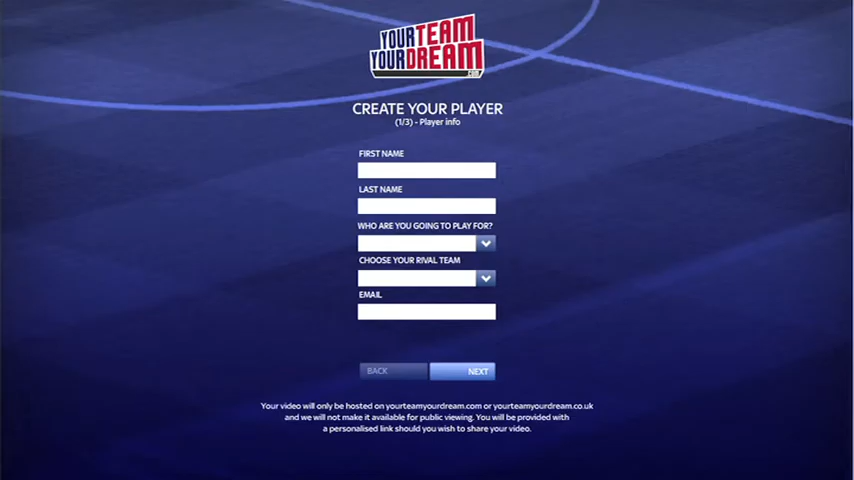 YOUR TEAM
YOUR DREAM
.com
CREATE YOUR PLAYER
(1/3) - Player info
FIRST NAME
LAST NAME
WHO ARE YOU GOING TO PLAY FOR?
CHOOSE YOUR RIVAL TEAM
EMAIL
BACK NEXT
Your video will only be hosted on yourteamyourdream.com or yourteamyourdream.co.uk
and we will not make it available for public viewing. You will be provided with
a personalised link should you wish to share your video.